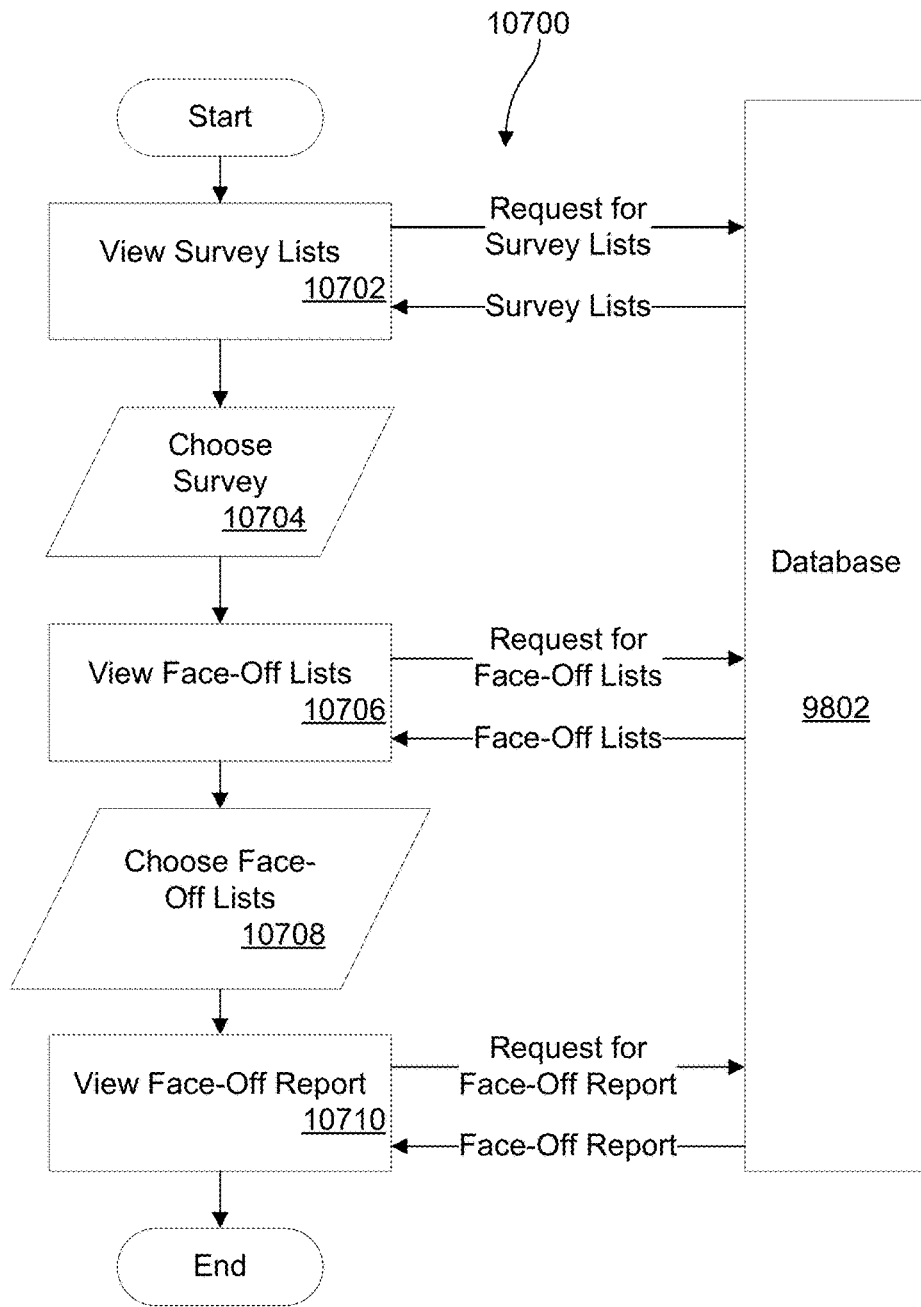 10700
Start
View Survey Lists
10702
Request for
Survey Lists
Survey Lists
Choose
Survey
10704
View Face-Off Lists
10706
Request for
Face-Off Lists
Face-Off Lists
Database
9802
Choose Face-
Off Lists
10708
View Face-Off Report
10710
Request for
Face-Off Report
Face-Off Report
End